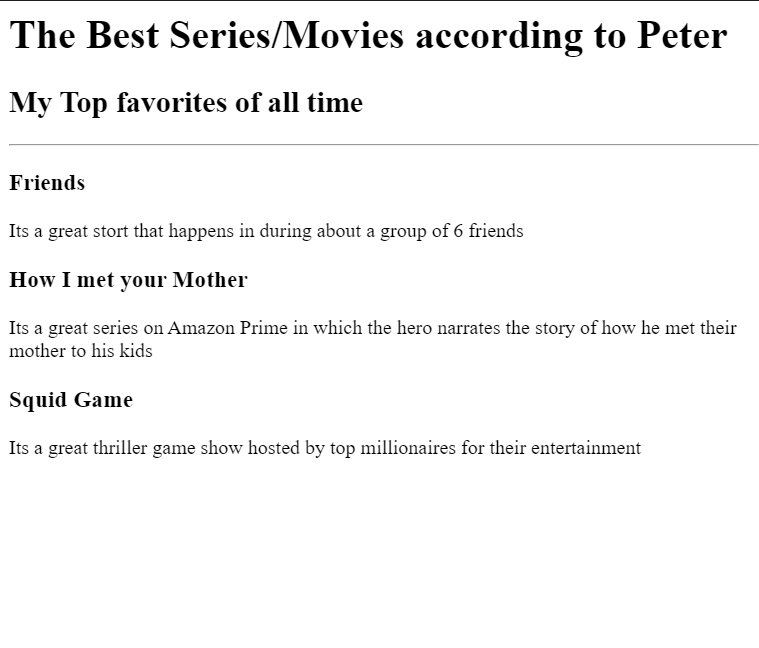 The Best Series/Movies according to Peter
My Top favorites of all time
Friends
Its a great stort that happens in during about a group of 6 friends
How I met your Mother
Its a great series on Amazon Prime in which the hero narrates the story of how he met their
mother to his kids
Squid Game
Its a great thriller game show hosted by top millionaires for their entertainment